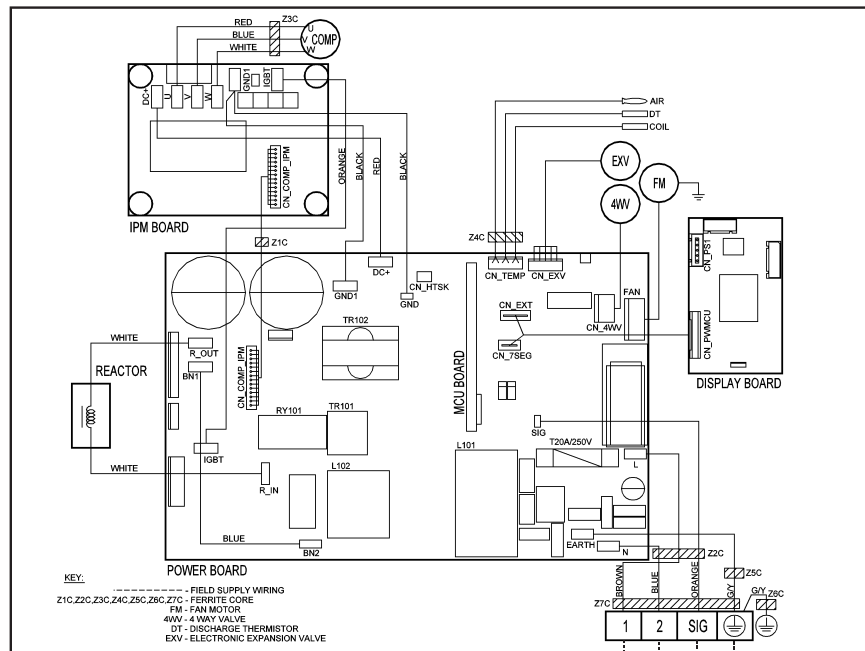 RED
BLUE
WHITE
Z3C
U
V
W
COMP
DC+
U
V
W
GND1
IGBT
CN_COMP_IPM
IPM BOARD
ORANGE
BLACK
RED
BLACK
AIR
DT
COIL
EXV
4WV
FM
Z1C
Z4C
CN_TEMP
CN_EXV
DC+
GND1
CN_HTSK
GND
CN_EXT
CN_7SEG
CN_4WV
FAN
CN_PS1
CN_PWMCU
DISPLAY BOARD
MCU BOARD
TR102
WHITE
R_OUT
BN1
REACTOR
CN_COMP_IPM
RY101
TR101
IGBT
WHITE
R_IN
L102
L101
SIG
T20A/250V
L
BLUE
BN2
EARTH
N
POWER BOARD
Z2C
BROWN
BLUE
ORANGE
G/Y
Z5C
Z7C
G/Y
Z6C
1
2
SIG
KEY:
---------------- - FIELD SUPPLY WIRING
Z1C,Z2C,Z3C,Z4C,Z5C,Z6C,Z7C - FERRITE CORE
FM - FAN MOTOR
4WV - 4 WAY VALVE
DT - DISCHARGE THERMISTOR
EXV - ELECTRONIC EXPANSION VALVE